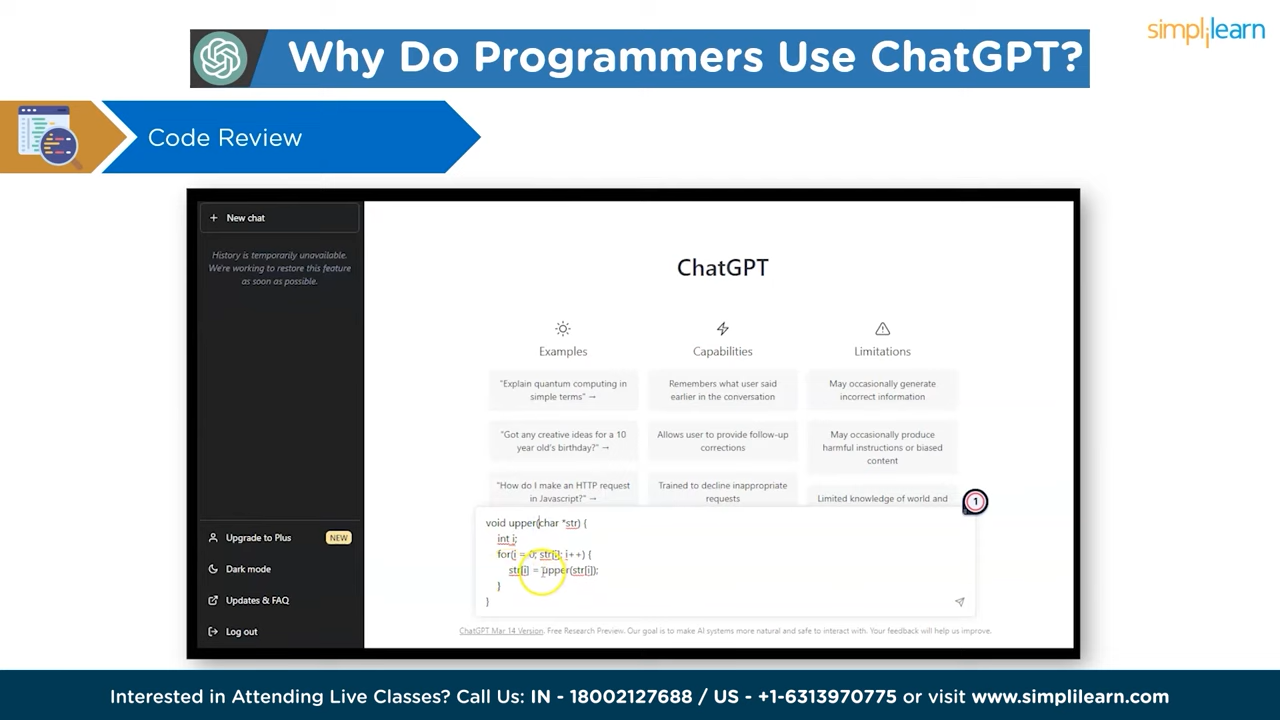 simplilearn
Why Do Programmers Use ChatGPT?
Code Review
+ New chat
History is temporarily unavailable.
We're working to restore this feature
as soon as possible.
Upgrade to Plus
NEW
Dark mode
Updates & FAQ
Log out
ChatGPT
Examples
"Explain quantum computing in
simple terms" →
"Got any creative ideas for a 10
year old's birthday?" →
"How do I make an HTTP request
in Javascript?" →
Capabilities
Remembers what user said
earlier in the conversation
Allows user to provide follow-up
corrections
Trained to decline inappropriate
requests
Limitations
May occasionally generate
incorrect information
May occasionally produce
harmful instructions or biased
content
Limited knowledge of world and
1
void upper(char *str) {
int i;
for(i = 0; str[i]; i++) {
str[i] = upper(str[i]);
}
}
ChatGPT Mar 14 Version. Free Research Preview. Our goal is to make AI systems more natural and safe to interact with. Your feedback will help us improve.
Interested in Attending Live Classes? Call Us: IN - 18002127688 / US - +1-6313970775 or visit www.simplilearn.com